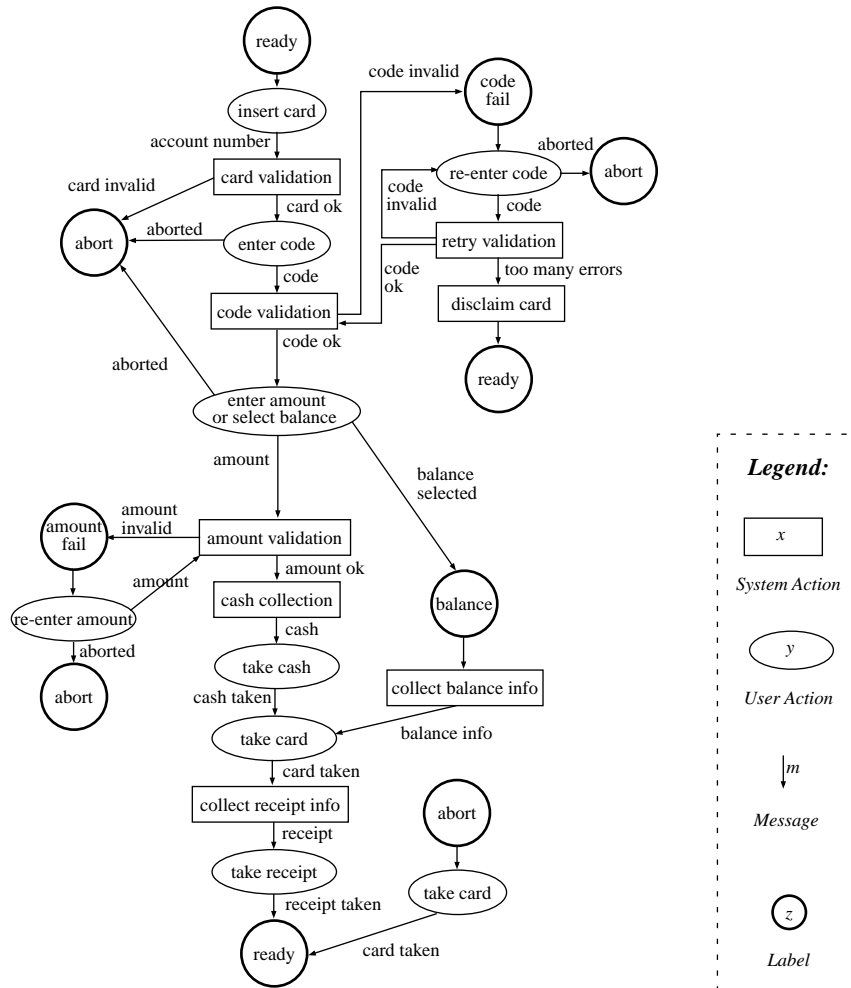 ready
insert card
account number
card validation
card invalid
card ok
abort
aborted
enter code
code
code validation
code ok
code invalid
code
fail
re-enter code
aborted
abort
code
invalid
code
retry validation
code
ok
too many errors
disclaim card
ready
aborted
enter amount
or select balance
amount
balance
selected
amount
fail
amount
invalid
amount validation
amount
amount ok
re-enter amount
aborted
abort
cash collection
cash
take cash
cash taken
balance
collect balance info
balance info
take card
card taken
collect receipt info
receipt
take receipt
receipt taken
ready
abort
take card
card taken
Legend:
x
System Action
y
User Action
m
Message
z
Label